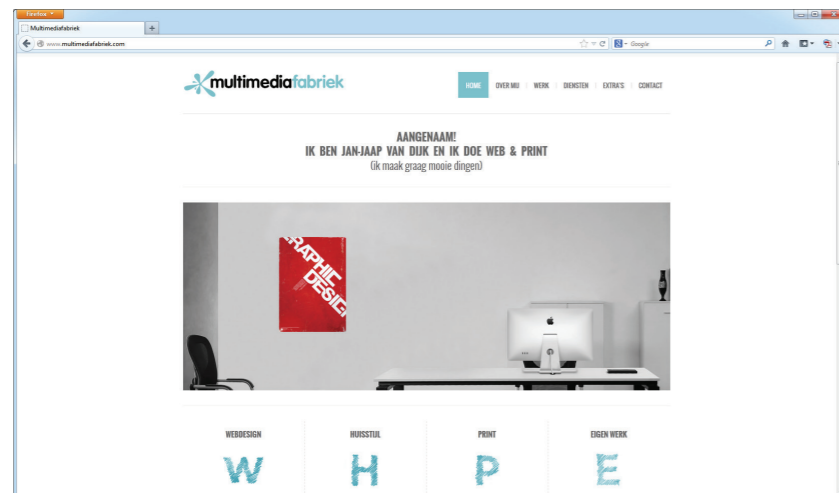 Firefox
Multimediafabriek
www.multimediafabriek.com
Google
multimediafabriek
HOME
OVER MIJ
WERK
DIENSTEN
EXTRA'S
CONTACT
AANGENAAM!
IK BEN JAN-JAAP VAN DIJK EN IK DOE WEB & PRINT
(ik maak graag mooie dingen)
GRAPHIC
DESIGN
WEBDESIGN
HUISSTIJL
PRINT
EIGEN WERK
W
H
P
E